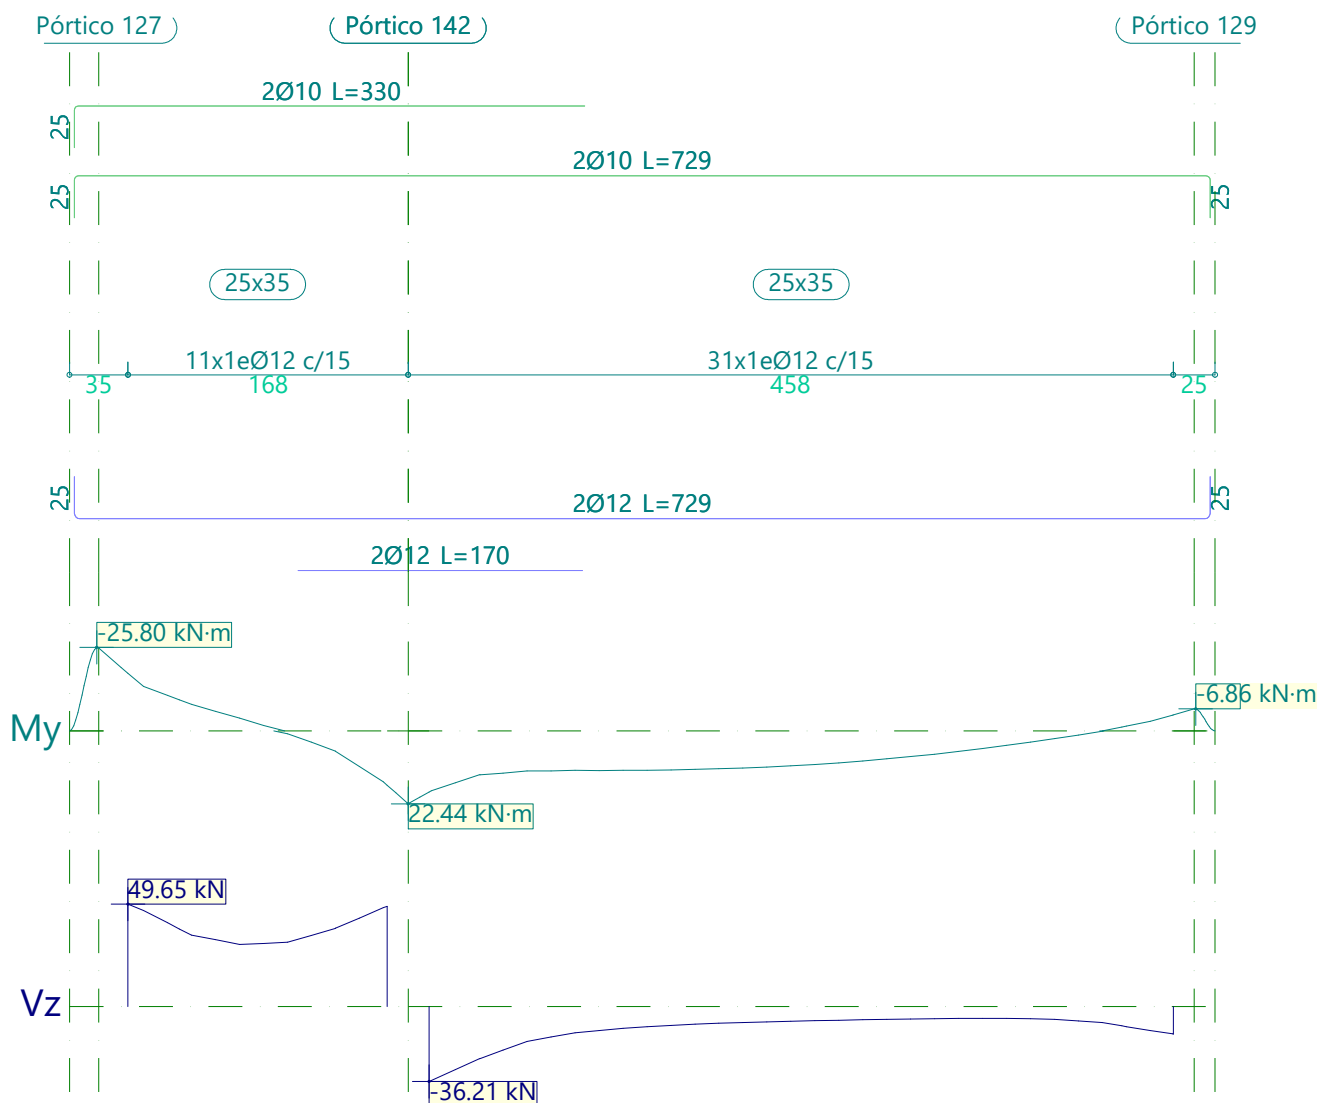 Pórtico 127
Pórtico 142
Pórtico 129
2Ø10 L=330
25
2Ø10 L=729
25
25
25x35
25x35
11x1eØ12 c/15
31x1eØ12 c/15
35
168
458
25
25
2Ø12 L=729
25
2Ø12 L=170
-25.80 kN·m
-6.86 kN·m
My
22.44 kN·m
49.65 kN
Vz
-36.21 kN